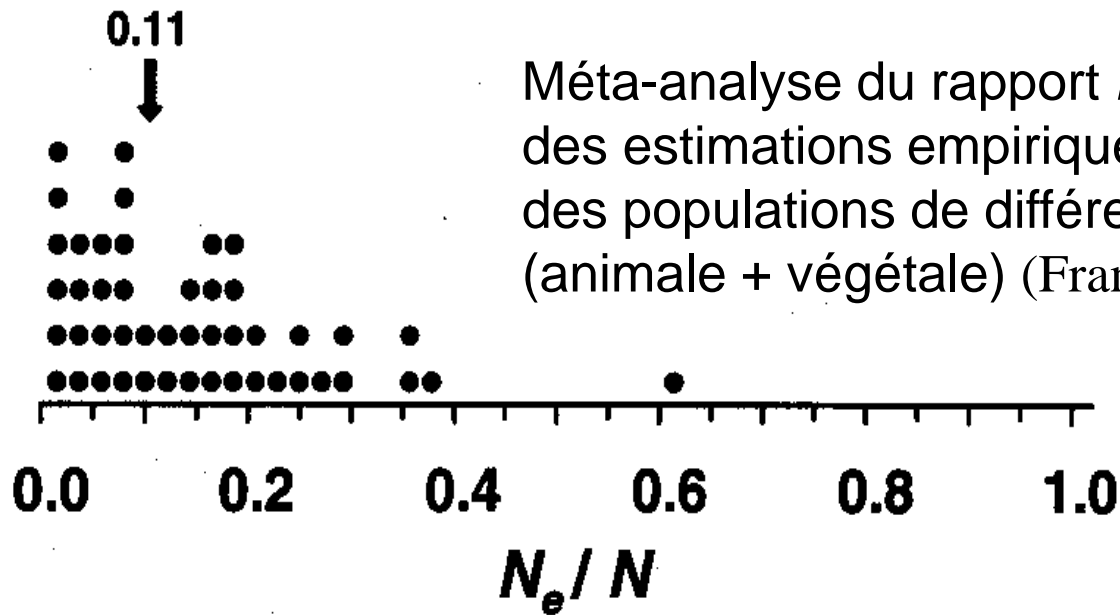 0.11
Méta-analyse du rapport
des estimations empirique
des populations de différe
(animale + végétale) (Fran
0.0 0.2 0.4 0.6 0.8 1.0
Ne / N